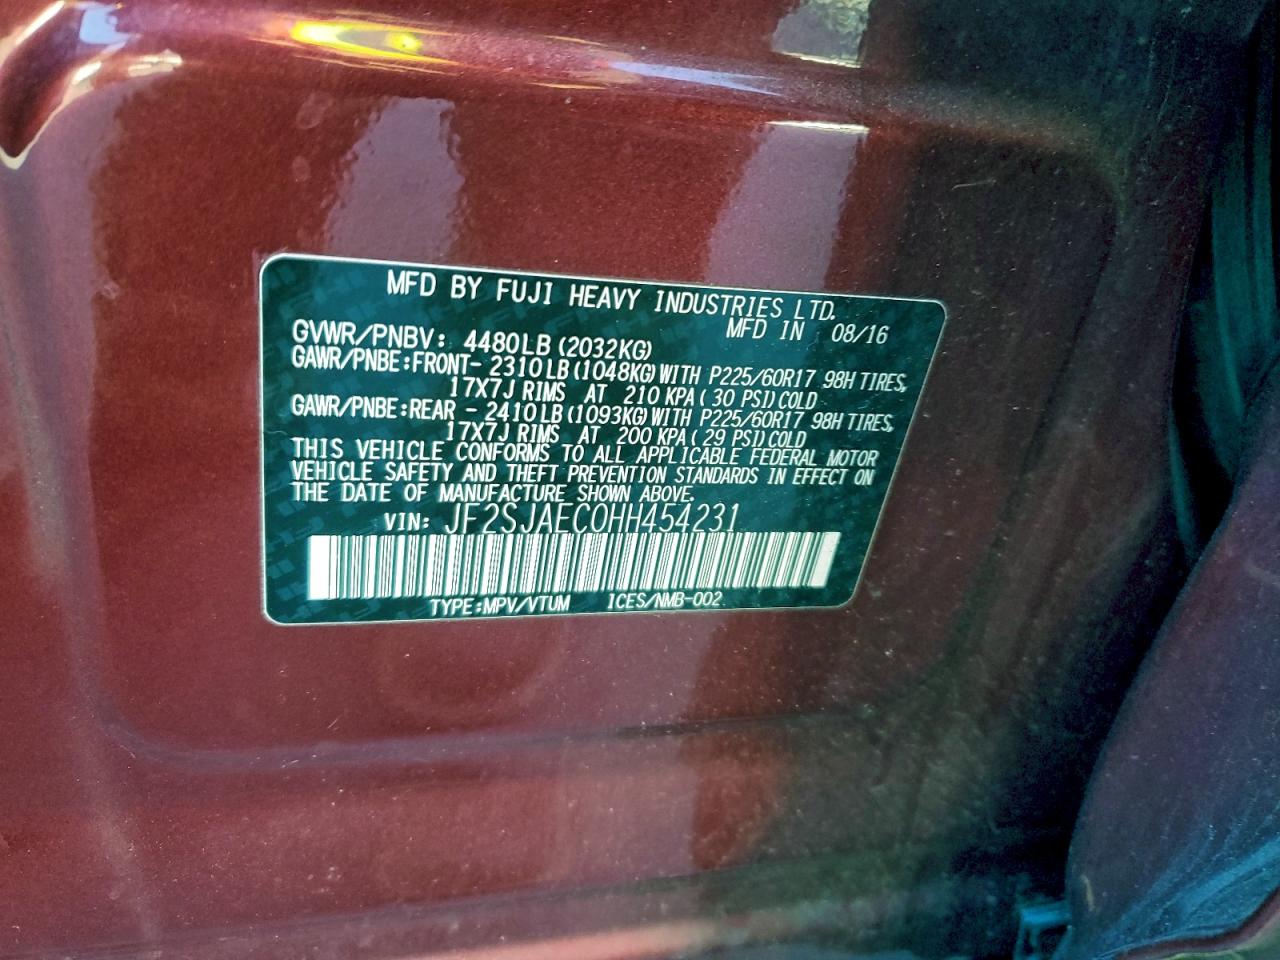 MFD BY FUJI HEAVY INDUSTRIES LTD.
MFD IN 08/16
GVWR/PNBV: 4480LB (2032KG)
GAWR/PNBE:FRONT- 2310LB (1048KG) WITH P225/60R17 98H TIRES,
17X7J RIMS AT 210 KPA ( 30 PSI) COLD
GAWR/PNBE:REAR - 2410LB (1093KG) WITH P225/60R17 98H TIRES,
17X7J RIMS AT 200 KPA ( 29 PSI) COLD
THIS VEHICLE CONFORMS TO ALL APPLICABLE FEDERAL MOTOR
VEHICLE SAFETY AND THEFT PREVENTION STANDARDS IN EFFECT ON
THE DATE OF MANUFACTURE SHOWN ABOVE.
VIN: JF2SJAEC0HH454231
TYPE:MPV/VTUM ICES/NMB-002